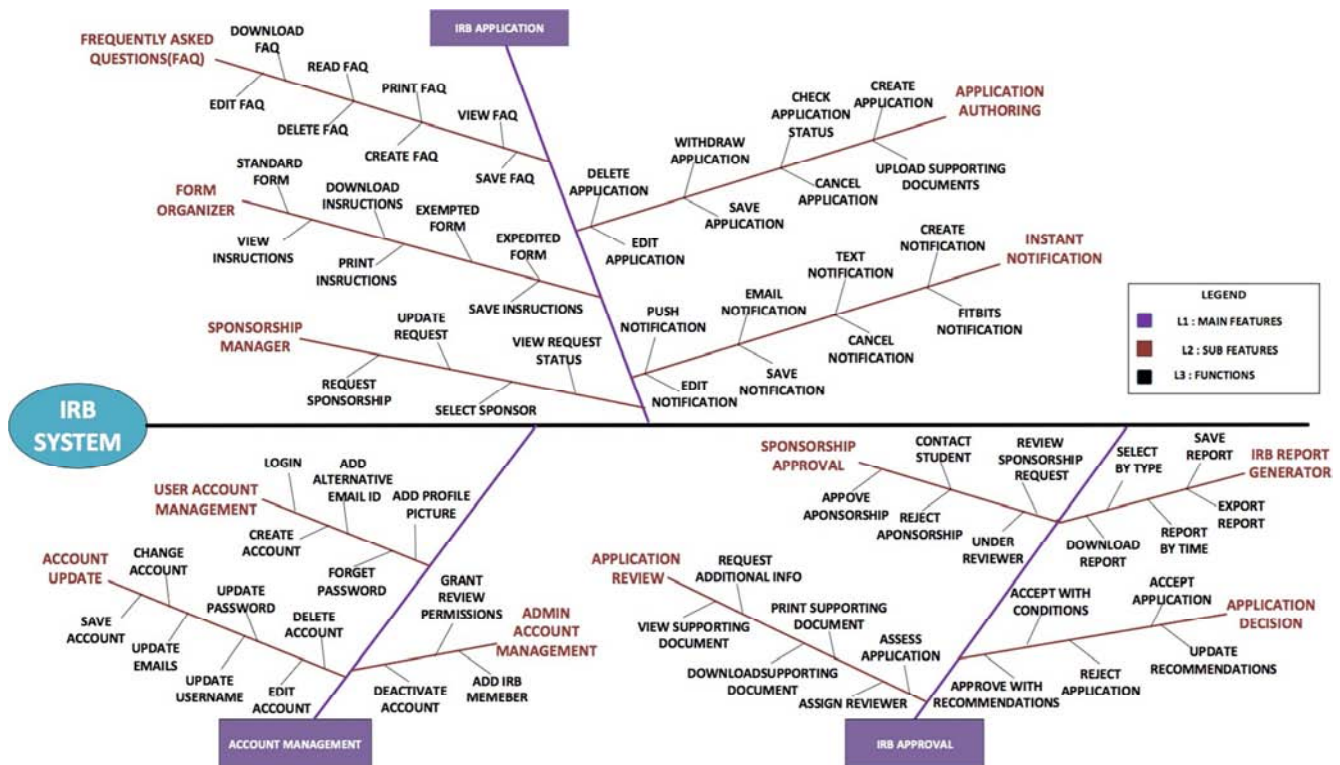 IRB APPLICATION
FREQUENTLY ASKED
QUESTIONS(FAQ)
DOWNLOAD
FAQ
READ FAQ
PRINT FAQ
VIEW FAQ
EDIT FAQ
DELETE FAQ
CREATE FAQ
SAVE FAQ
APPLICATION
AUTHORING
DELETE
APPLICATION
WITHDRAW
APPLICATION
CHECK
APPLICATION
STATUS
CREATE
APPLICATION
EDIT
APPLICATION
SAVE
APPLICATION
CANCEL
APPLICATION
UPLOAD SUPPORTING
DOCUMENTS
FORM
ORGANIZER
STANDARD
FORM
DOWNLOAD
INSRUCTIONS
EXEMPTED
FORM
EXPEDITED
FORM
VIEW
INSRUCTIONS
PRINT
INSRUCTIONS
SAVE INSRUCTIONS
INSTANT
NOTIFICATION
PUSH
NOTIFICATION
EMAIL
NOTIFICATION
TEXT
NOTIFICATION
CREATE
NOTIFICATION
EDIT
NOTIFICATION
SAVE
NOTIFICATION
CANCEL
NOTIFICATION
FITBITS
NOTIFICATION
SPONSORSHIP
MANAGER
UPDATE
REQUEST
VIEW REQUEST
STATUS
REQUEST
SPONSORSHIP
SELECT SPONSOR
LEGEND
L1 : MAIN FEATURES
L2 : SUB FEATURES
L3 : FUNCTIONS
IRB
SYSTEM
USER ACCOUNT
MANAGEMENT
LOGIN
ADD
ALTERNATIVE
EMAIL ID
ADD PROFILE
PICTURE
CREATE
ACCOUNT
FORGET
PASSWORD
ACCOUNT
UPDATE
CHANGE
ACCOUNT
UPDATE
PASSWORD
DELETE
ACCOUNT
SAVE
ACCOUNT
UPDATE
EMAILS
UPDATE
USERNAME
EDIT
ACCOUNT
ADMIN
ACCOUNT
MANAGEMENT
GRANT
REVIEW
PERMISSIONS
DEACTIVATE
ACCOUNT
ADD IRB
MEMEBER
ACCOUNT MANAGEMENT
SPONSORSHIP
APPROVAL
CONTACT
STUDENT
REVIEW
SPONSORSHIP
REQUEST
APPOVE
APONSORSHIP
REJECT
APONSORSHIP
UNDER
REVIEWER
IRB REPORT
GENERATOR
SELECT
BY TYPE
SAVE
REPORT
DOWNLOAD
REPORT
REPORT
BY TIME
EXPORT
REPORT
APPLICATION
REVIEW
REQUEST
ADDITIONAL INFO
PRINT SUPPORTING
DOCUMENT
ASSESS
APPLICATION
VIEW SUPPORTING
DOCUMENT
DOWNLOADSUPPORTING
DOCUMENT
ASSIGN REVIEWER
APPLICATION
DECISION
ACCEPT WITH
CONDITIONS
ACCEPT
APPLICATION
APPROVE WITH
RECOMMENDATIONS
REJECT
APPLICATION
UPDATE
RECOMMENDATIONS
IRB APPROVAL